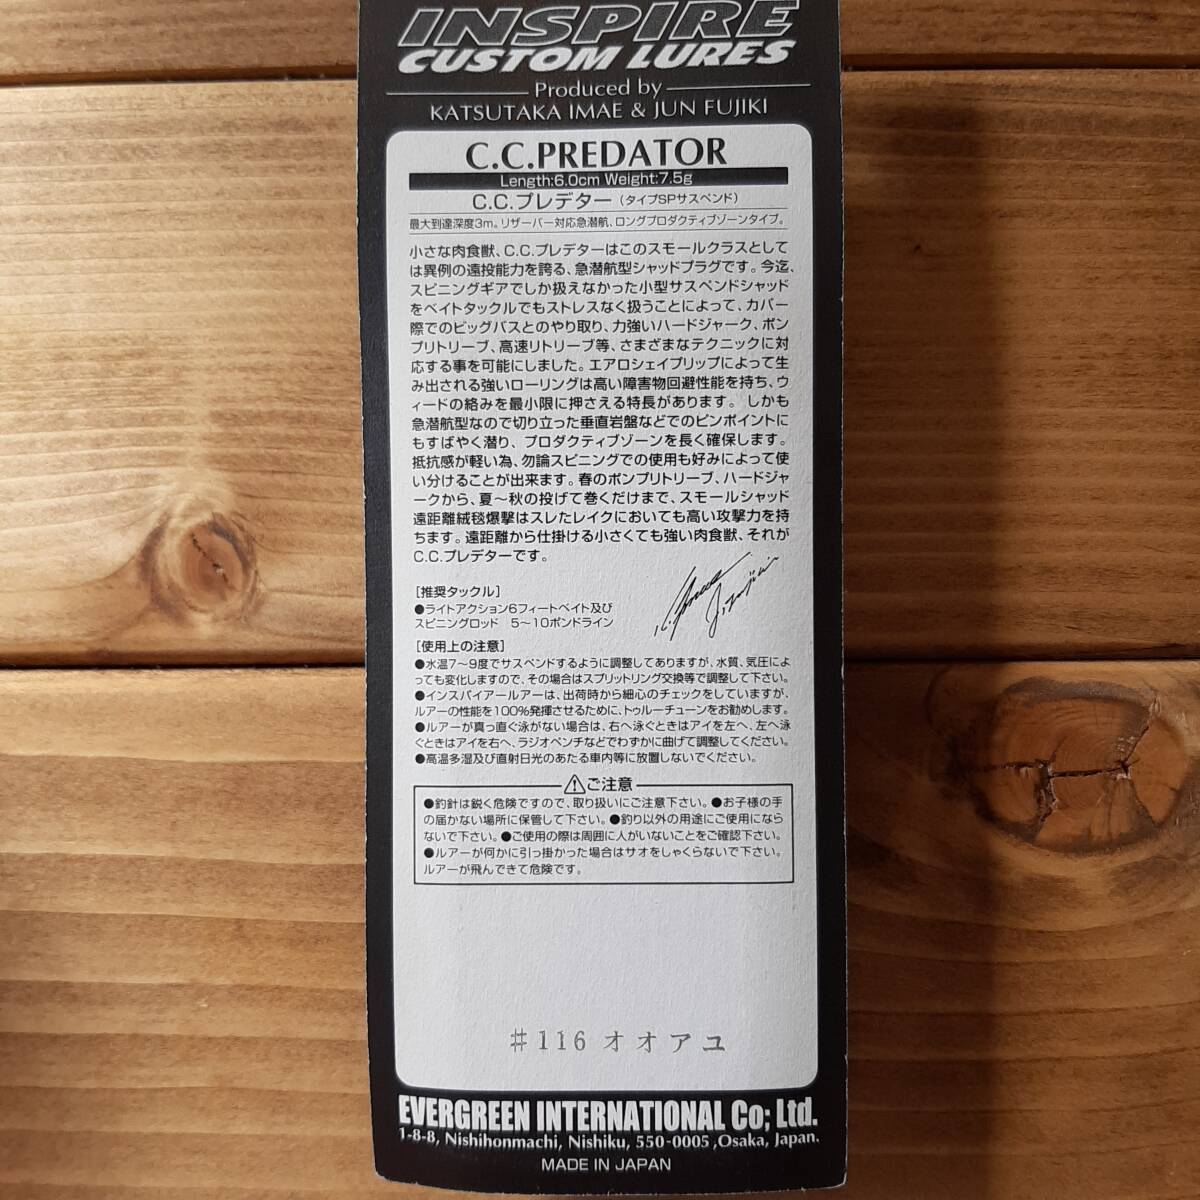 INSPIRE
CUSTOM LURES
Produced by
KATSUTAKA IMAE & JUN FUJIKI
C.C.PREDATOR
Length:6.0cm Weight:7.5g
C.C.プレデター（タイプSPサスペンド）
最大到達深度3m。リザーバー対応急潜航、ロングプロダクティブゾーンタイプ。
小さな肉食獣、C.C.プレデターはこのスモールクラスとして
は異例の遠投能力を誇る、急潜航型シャッドプラグです。今迄、
スピニングギアでしか扱えなかった小型サスペンドシャッド
をベイトタックルでもストレスなく扱うことによって、カバー
際でのビッグバスとのやり取り、力強いハードジャーク、ポン
プリトリーブ、高速リトリーブ等、さまざまなテクニックに対
応する事を可能にしました。エアロシェイプリップによって生
み出される強いローリングは高い障害物回避性能を持ち、ウ
ィードの絡みを最小限に押さえる特長があります。しかも
急潜航型なので切り立った垂直岩盤などでのピンポイントに
もすばやく潜り、プロダクティブゾーンを長く確保します。
抵抗感が軽い為、勿論スピニングでの使用も好みによって使
い分けることが出来ます。春のポンプリトリーブ、ハードジャ
ークから、夏〜秋の投げて巻くだけまで、スモールシャッド
遠距離絨毯爆撃はスレたレイクにおいても高い攻撃力を持
ちます。遠距離から仕掛ける小さくても強い肉食獣、それが
C.C.プレデターです。
［推奨タックル］
●ライトアクション6フィートベイト及び
スピニングロッド 5〜10ポンドライン
［使用上の注意］
●水温7〜9度でサスペンドするように調整してありますが、水質、気圧によ
っても変化しますので、その場合はスプリットリング交換等で調整して下さい。
●インスパイアールアーは、出荷時から細心のチェックをしていますが、
ルアーの性能を100%発揮させるために、トゥルーチューンをお勧めします。
●ルアーが真っ直ぐ泳がない場合は、右へ泳ぐときはアイを左へ、左へ泳
ぐときはアイを右へ、ラジオペンチなどでわずかに曲げて調整してください。
●高温多湿及び直射日光のあたる車内等に放置しないでください。
⚠ご注意
●釣針は鋭く危険ですので、取り扱いにご注意下さい。●お子様の手
の届かない場所に保管して下さい。●釣り以外の用途にご使用になら
ないで下さい。●ご使用の際は周囲に人がいないことをご確認下さい。
●ルアーが何かに引っ掛かった場合はサオをしゃくらないで下さい。
ルアーが飛んできて危険です。
#116 オオアユ
EVERGREEN INTERNATIONAL Co; Ltd.
1-8-8, Nishihonmachi, Nishiku, 550-0005 ,Osaka, Japan.
MADE IN JAPAN